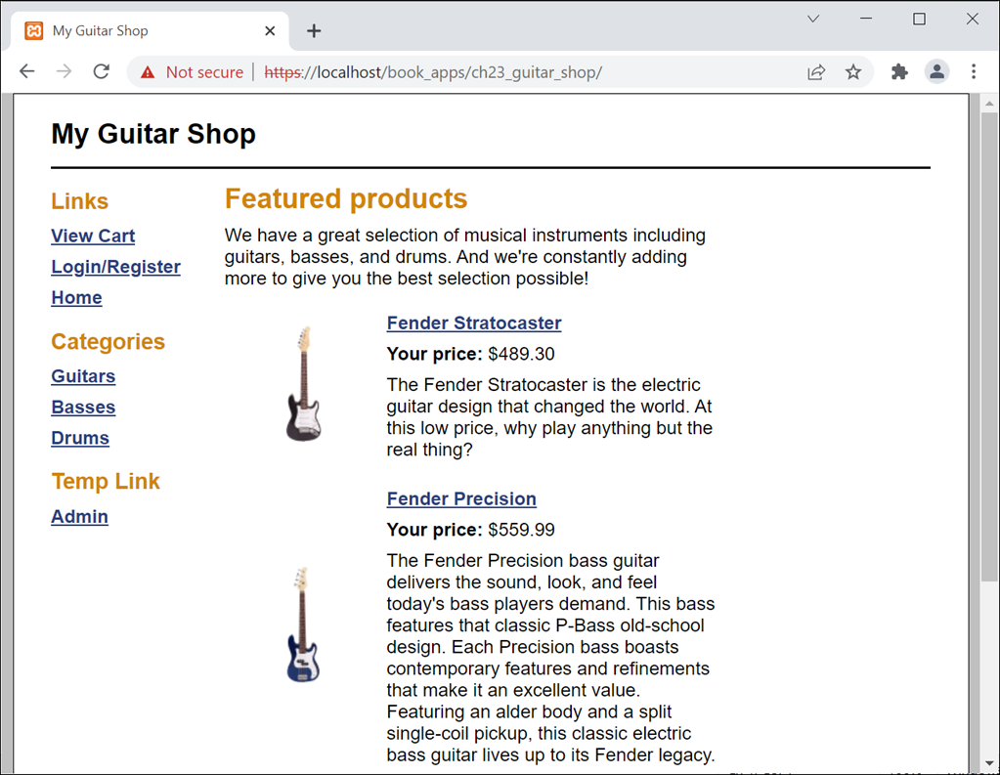 My Guitar Shop
Not secure
https://localhost/book_apps/ch23_guitar_shop/
My Guitar Shop
Links
View Cart
Login/Register
Home
Categories
Guitars
Basses
Drums
Temp Link
Admin
Featured products
We have a great selection of musical instruments including
guitars, basses, and drums. And we're constantly adding
more to give you the best selection possible!
Fender Stratocaster
Your price: $489.30
The Fender Stratocaster is the electric
guitar design that changed the world. At
this low price, why play anything but the
real thing?
Fender Precision
Your price: $559.99
The Fender Precision bass guitar
delivers the sound, look, and feel
today's bass players demand. This bass
features that classic P-Bass old-school
design. Each Precision bass boasts
contemporary features and refinements
that make it an excellent value.
Featuring an alder body and a split
single-coil pickup, this classic electric
bass guitar lives up to its Fender legacy.